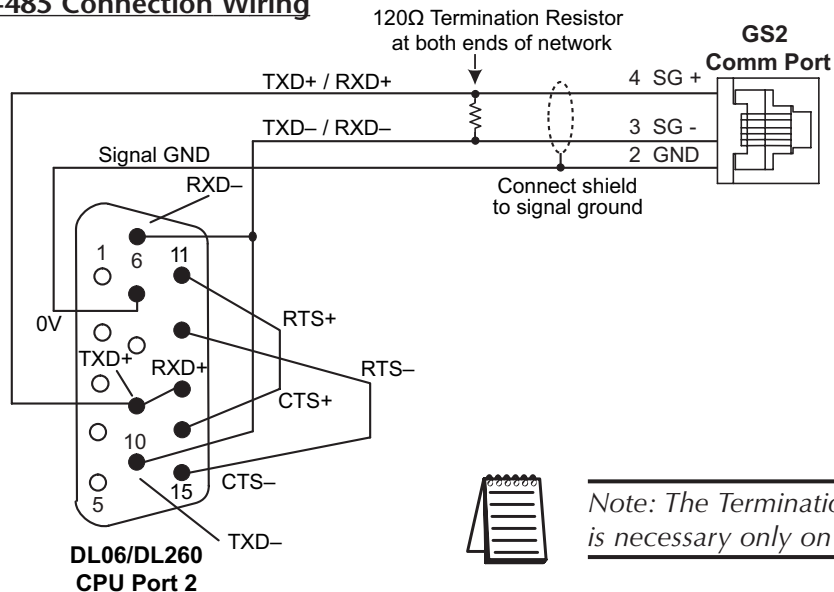 -485 Connection Wiring
120Ω Termination Resistor
at both ends of network
GS2
Comm Port
TXD+ / RXD+
4 SG +
TXD– / RXD–
3 SG -
Signal GND
2 GND
RXD–
Connect shield
to signal ground
1
6
11
0V
RTS+
TXD+
RXD+
RTS–
CTS+
10
15
CTS–
5
TXD–
DL06/DL260
CPU Port 2
Note: The Terminatio
is necessary only on